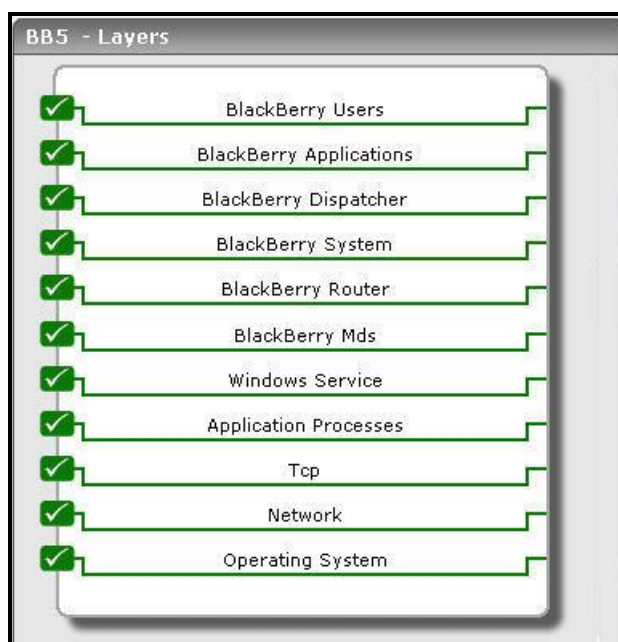 BB5 - Layers
BlackBerry Users
BlackBerry Applications
BlackBerry Dispatcher
BlackBerry System
BlackBerry Router
BlackBerry Mds
Windows Service
Application Processes
Tcp
Network
Operating System